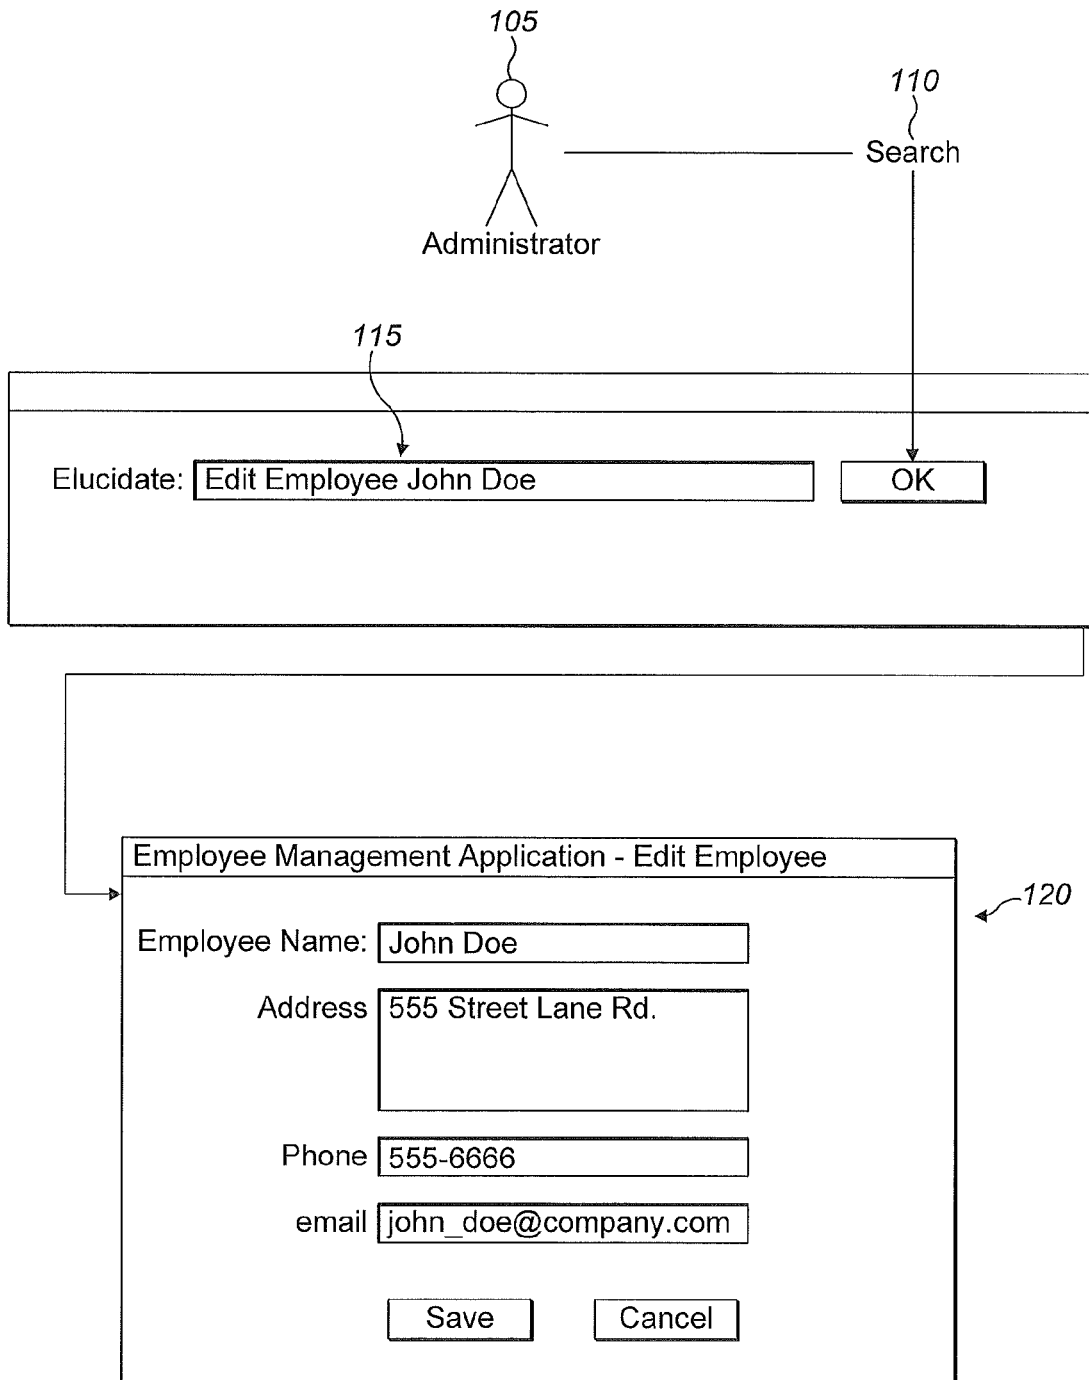 105
110
Search
Administrator
115
Elucidate: Edit Employee John Doe OK
Employee Management Application - Edit Employee
120
Employee Name: John Doe
Address 555 Street Lane Rd.
Phone 555-6666
email john_doe@company.com
Save Cancel